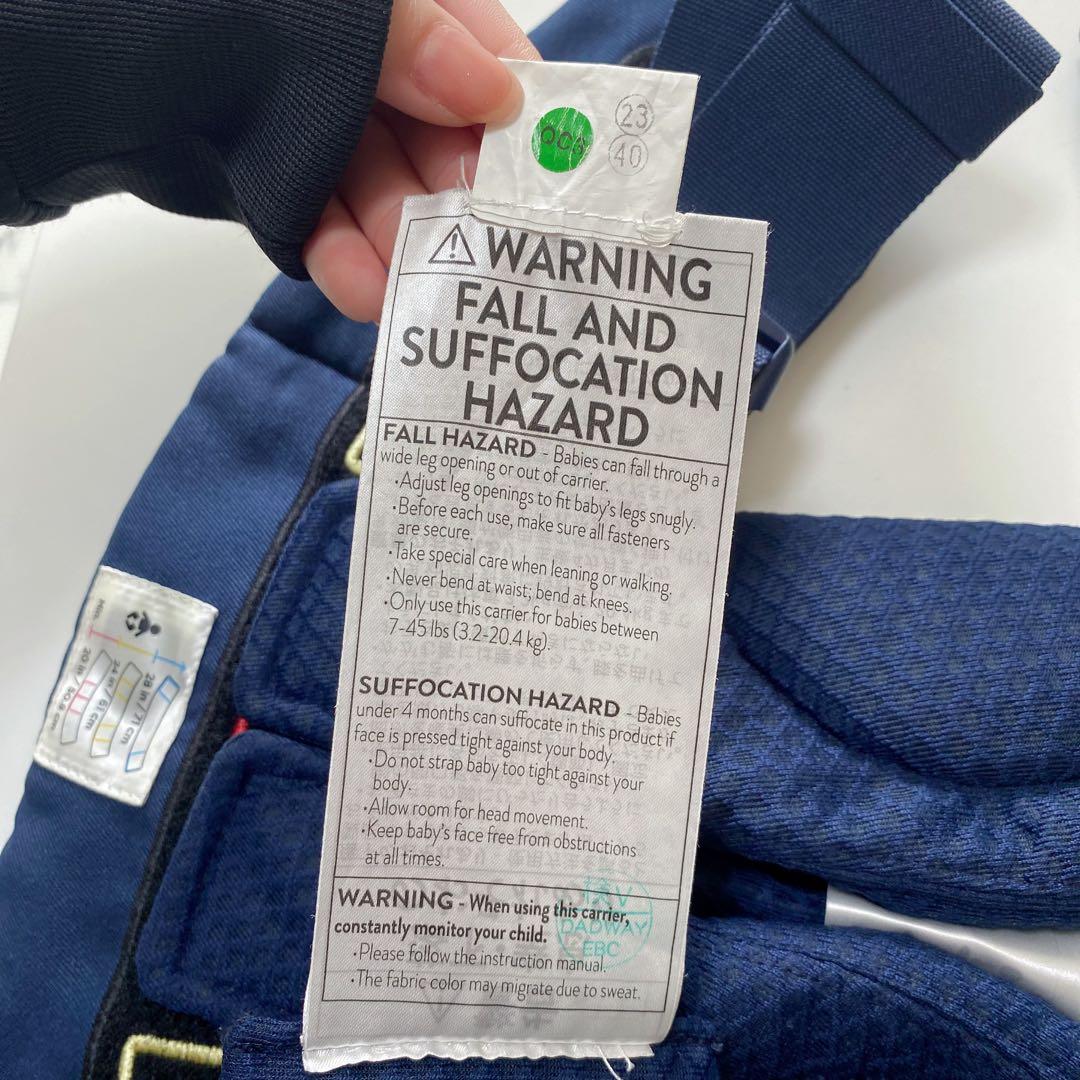 23
40
WARNING
FALL AND
SUFFOCATION
HAZARD
FALL HAZARD - Babies can fall through a
wide leg opening or out of carrier.
·Adjust leg openings to fit baby's legs snugly.
·Before each use, make sure all fasteners
are secure.
·Take special care when leaning or walking.
·Never bend at waist; bend at knees.
·Only use this carrier for babies between
7-45 lbs (3.2-20.4 kg).
SUFFOCATION HAZARD - Babies
under 4 months can suffocate in this product if
face is pressed tight against your body.
·Do not strap baby too tight against your
body.
·Allow room for head movement.
·Keep baby's face free from obstructions
at all times.
WARNING - When using this carrier,
constantly monitor your child.
·Please follow the instruction manual.
·The fabric color may migrate due to sweat.
検V
DADWAY
EBC
28 in / 71 cm
24 in / 61 cm
20 in / 50.8 cm